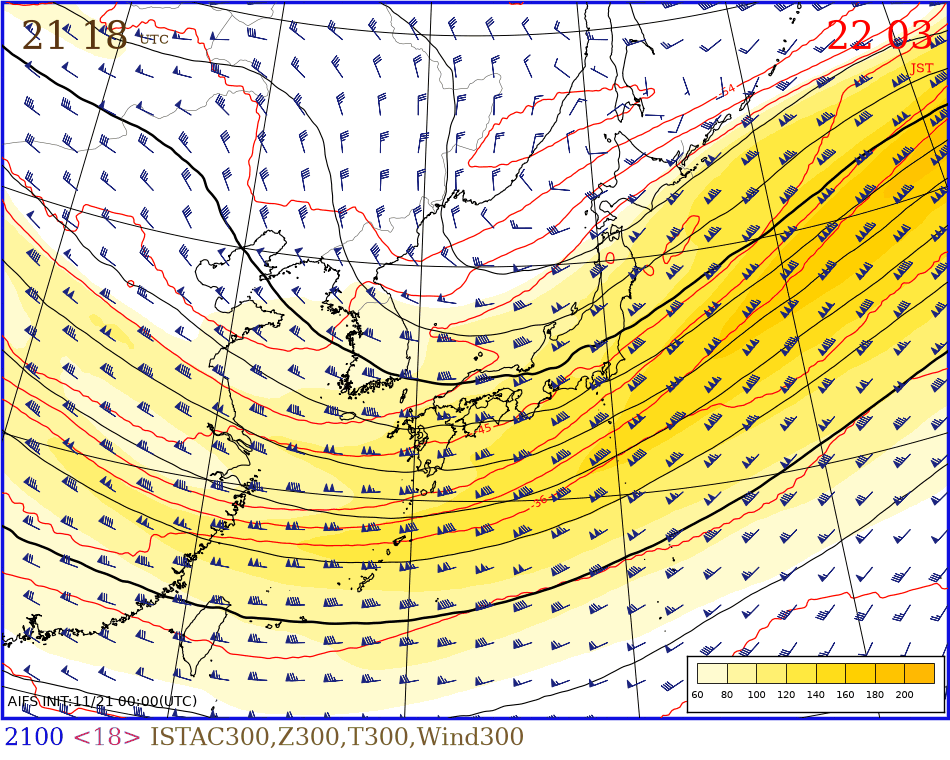 21 18 UTC
22 03
JST
-54
-45
-36
60 80 100 120 140 160 180 200
AIFS INIT:11/21 00:00(UTC)
2100 <18> ISTAC300,Z300,T300,Wind300